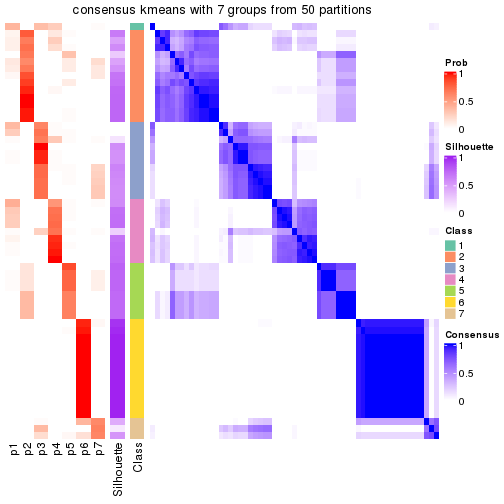 consensus kmeans with 7 groups from 50 partitions
Prob
1
0.5
0
Silhouette
1
0.5
0
Class
1
2
3
4
5
6
7
Consensus
1
0.5
0
p1
p2
p3
p4
p5
p6
p7
Silhouette
Class